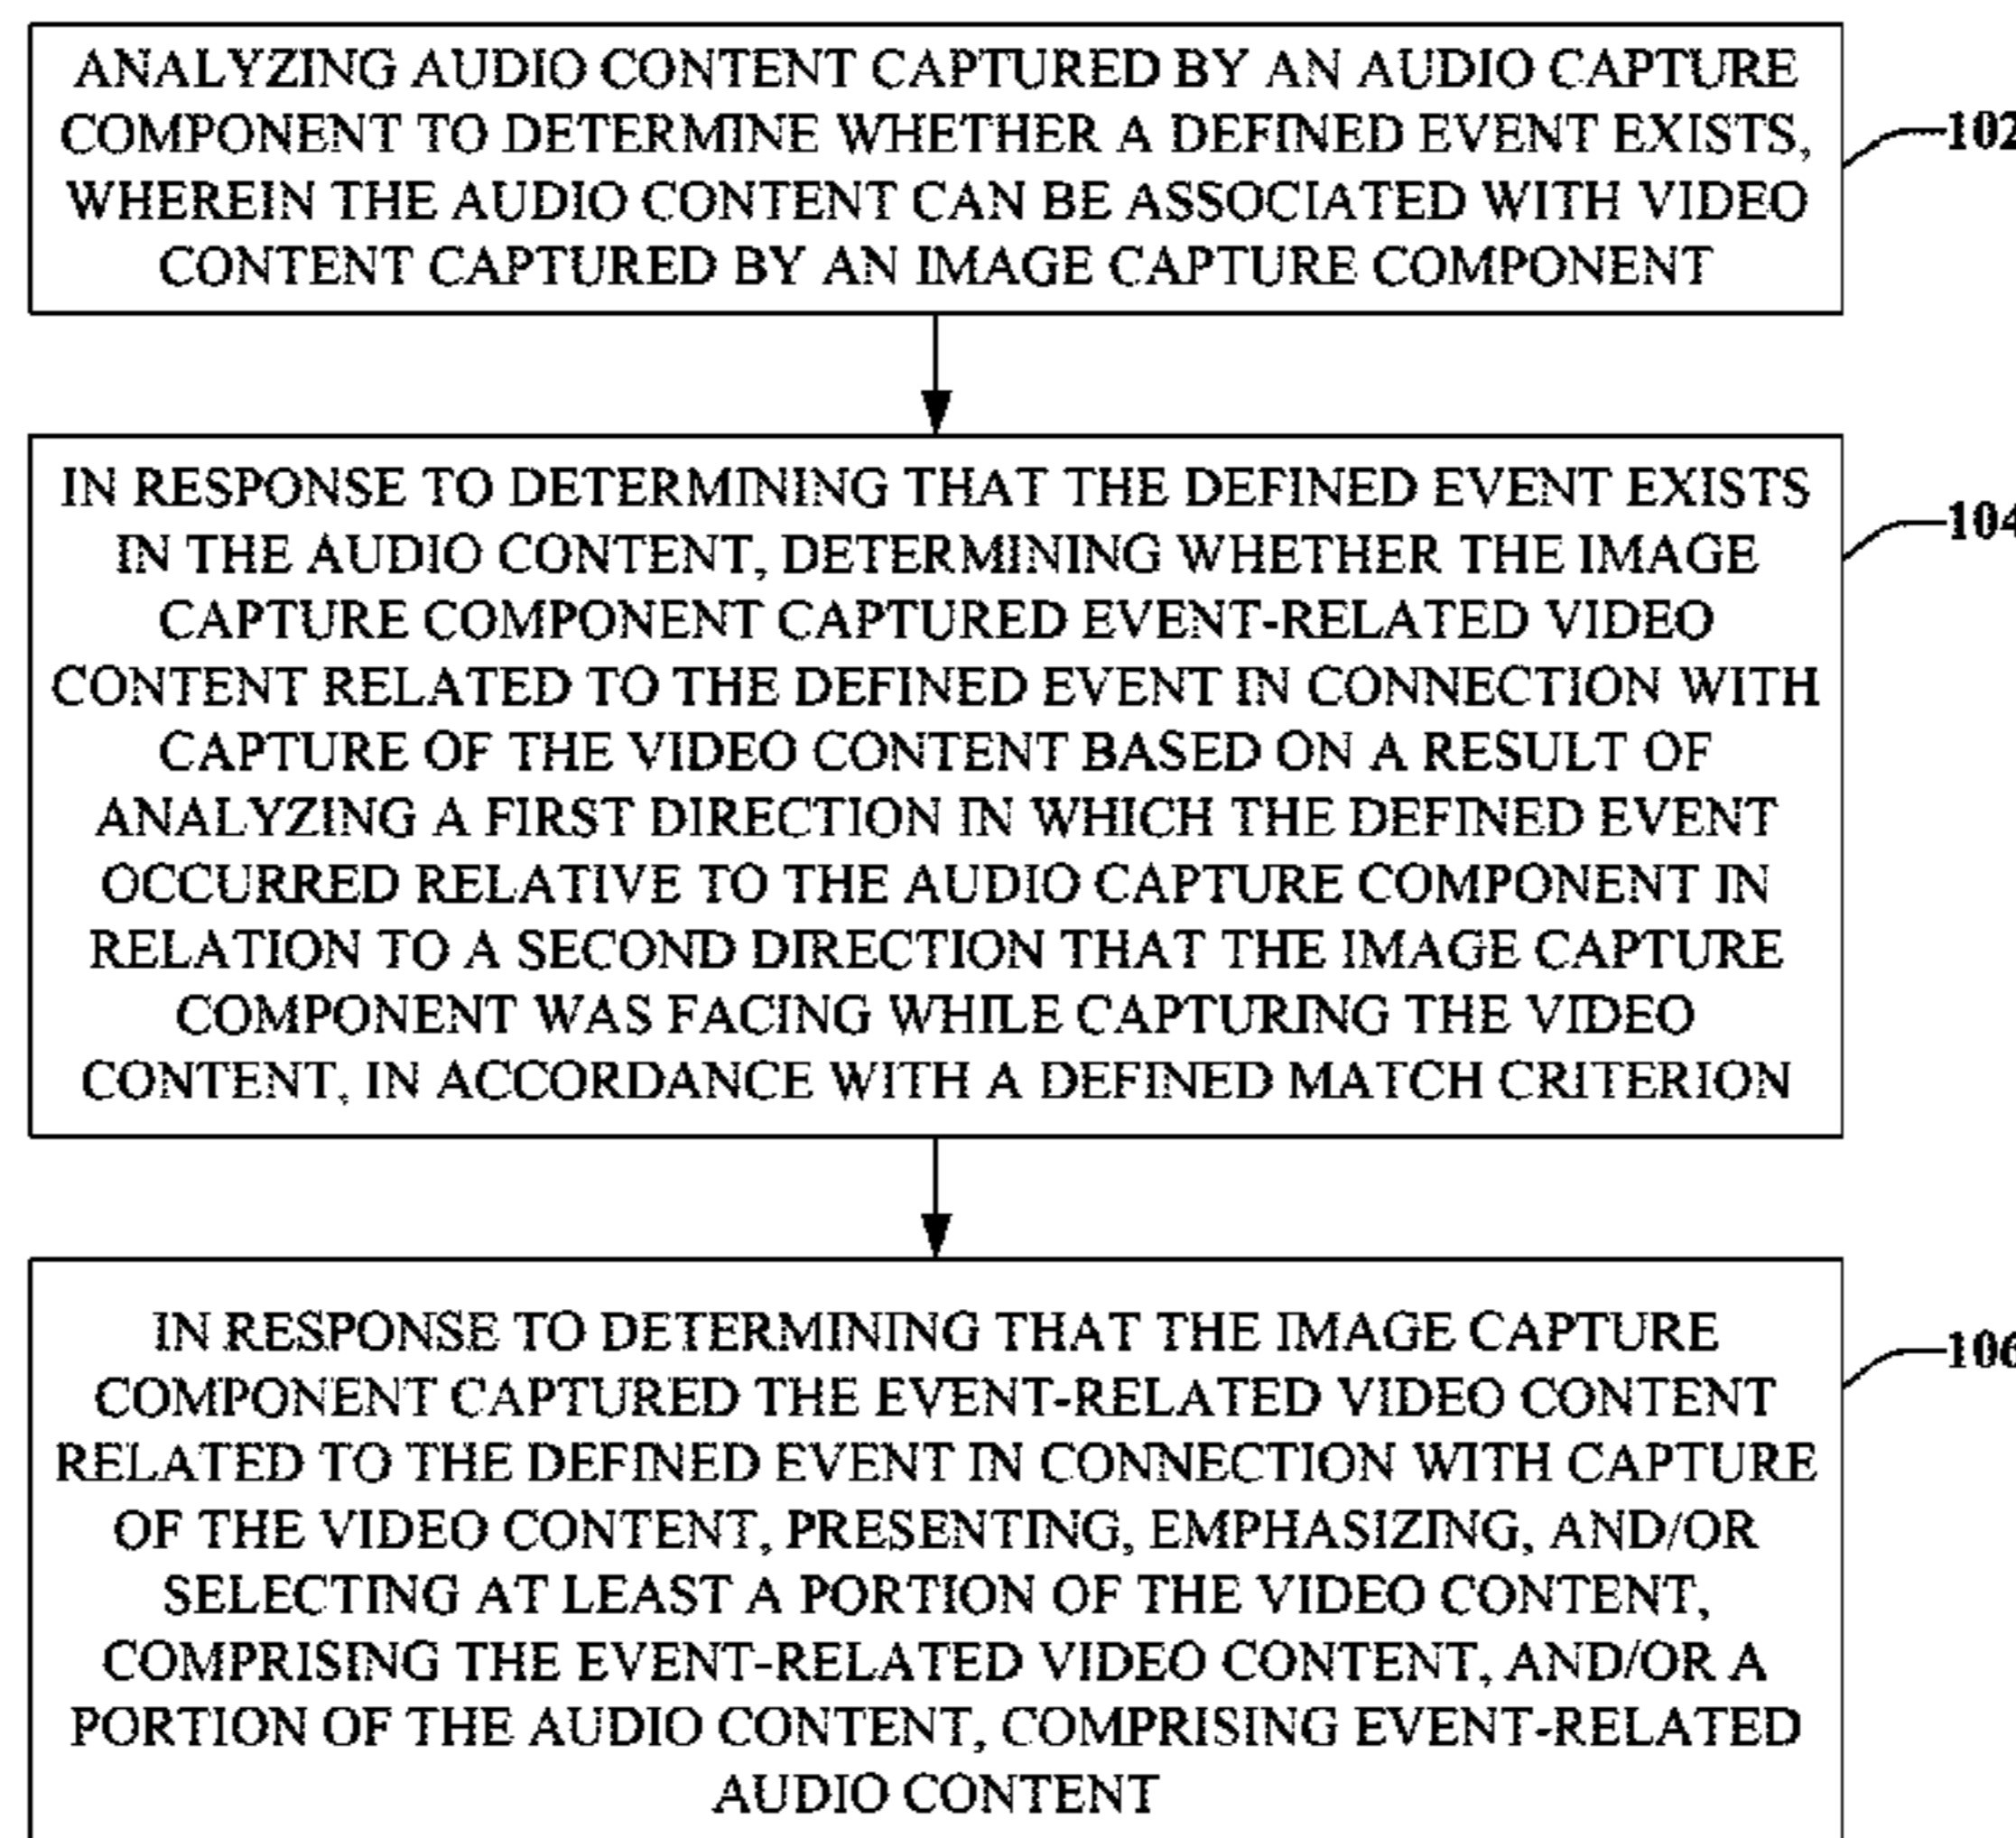 ANALYZING AUDIO CONTENT CAPTURED BY AN AUDIO CAPTURE
COMPONENT TO DETERMINE WHETHER A DEFINED EVENT EXISTS,
WHEREIN THE AUDIO CONTENT CAN BE ASSOCIATED WITH VIDEO
CONTENT CAPTURED BY AN IMAGE CAPTURE COMPONENT
102
IN RESPONSE TO DETERMINING THAT THE DEFINED EVENT EXISTS
IN THE AUDIO CONTENT, DETERMINING WHETHER THE IMAGE
CAPTURE COMPONENT CAPTURED EVENT-RELATED VIDEO
CONTENT RELATED TO THE DEFINED EVENT IN CONNECTION WITH
CAPTURE OF THE VIDEO CONTENT BASED ON A RESULT OF
ANALYZING A FIRST DIRECTION IN WHICH THE DEFINED EVENT
OCCURRED RELATIVE TO THE AUDIO CAPTURE COMPONENT IN
RELATION TO A SECOND DIRECTION THAT THE IMAGE CAPTURE
COMPONENT WAS FACING WHILE CAPTURING THE VIDEO
CONTENT, IN ACCORDANCE WITH A DEFINED MATCH CRITERION
104
IN RESPONSE TO DETERMINING THAT THE IMAGE CAPTURE
COMPONENT CAPTURED THE EVENT-RELATED VIDEO CONTENT
RELATED TO THE DEFINED EVENT IN CONNECTION WITH CAPTURE
OF THE VIDEO CONTENT, PRESENTING, EMPHASIZING, AND/OR
SELECTING AT LEAST A PORTION OF THE VIDEO CONTENT,
COMPRISING THE EVENT-RELATED VIDEO CONTENT, AND/OR A
PORTION OF THE AUDIO CONTENT, COMPRISING EVENT-RELATED
AUDIO CONTENT
106